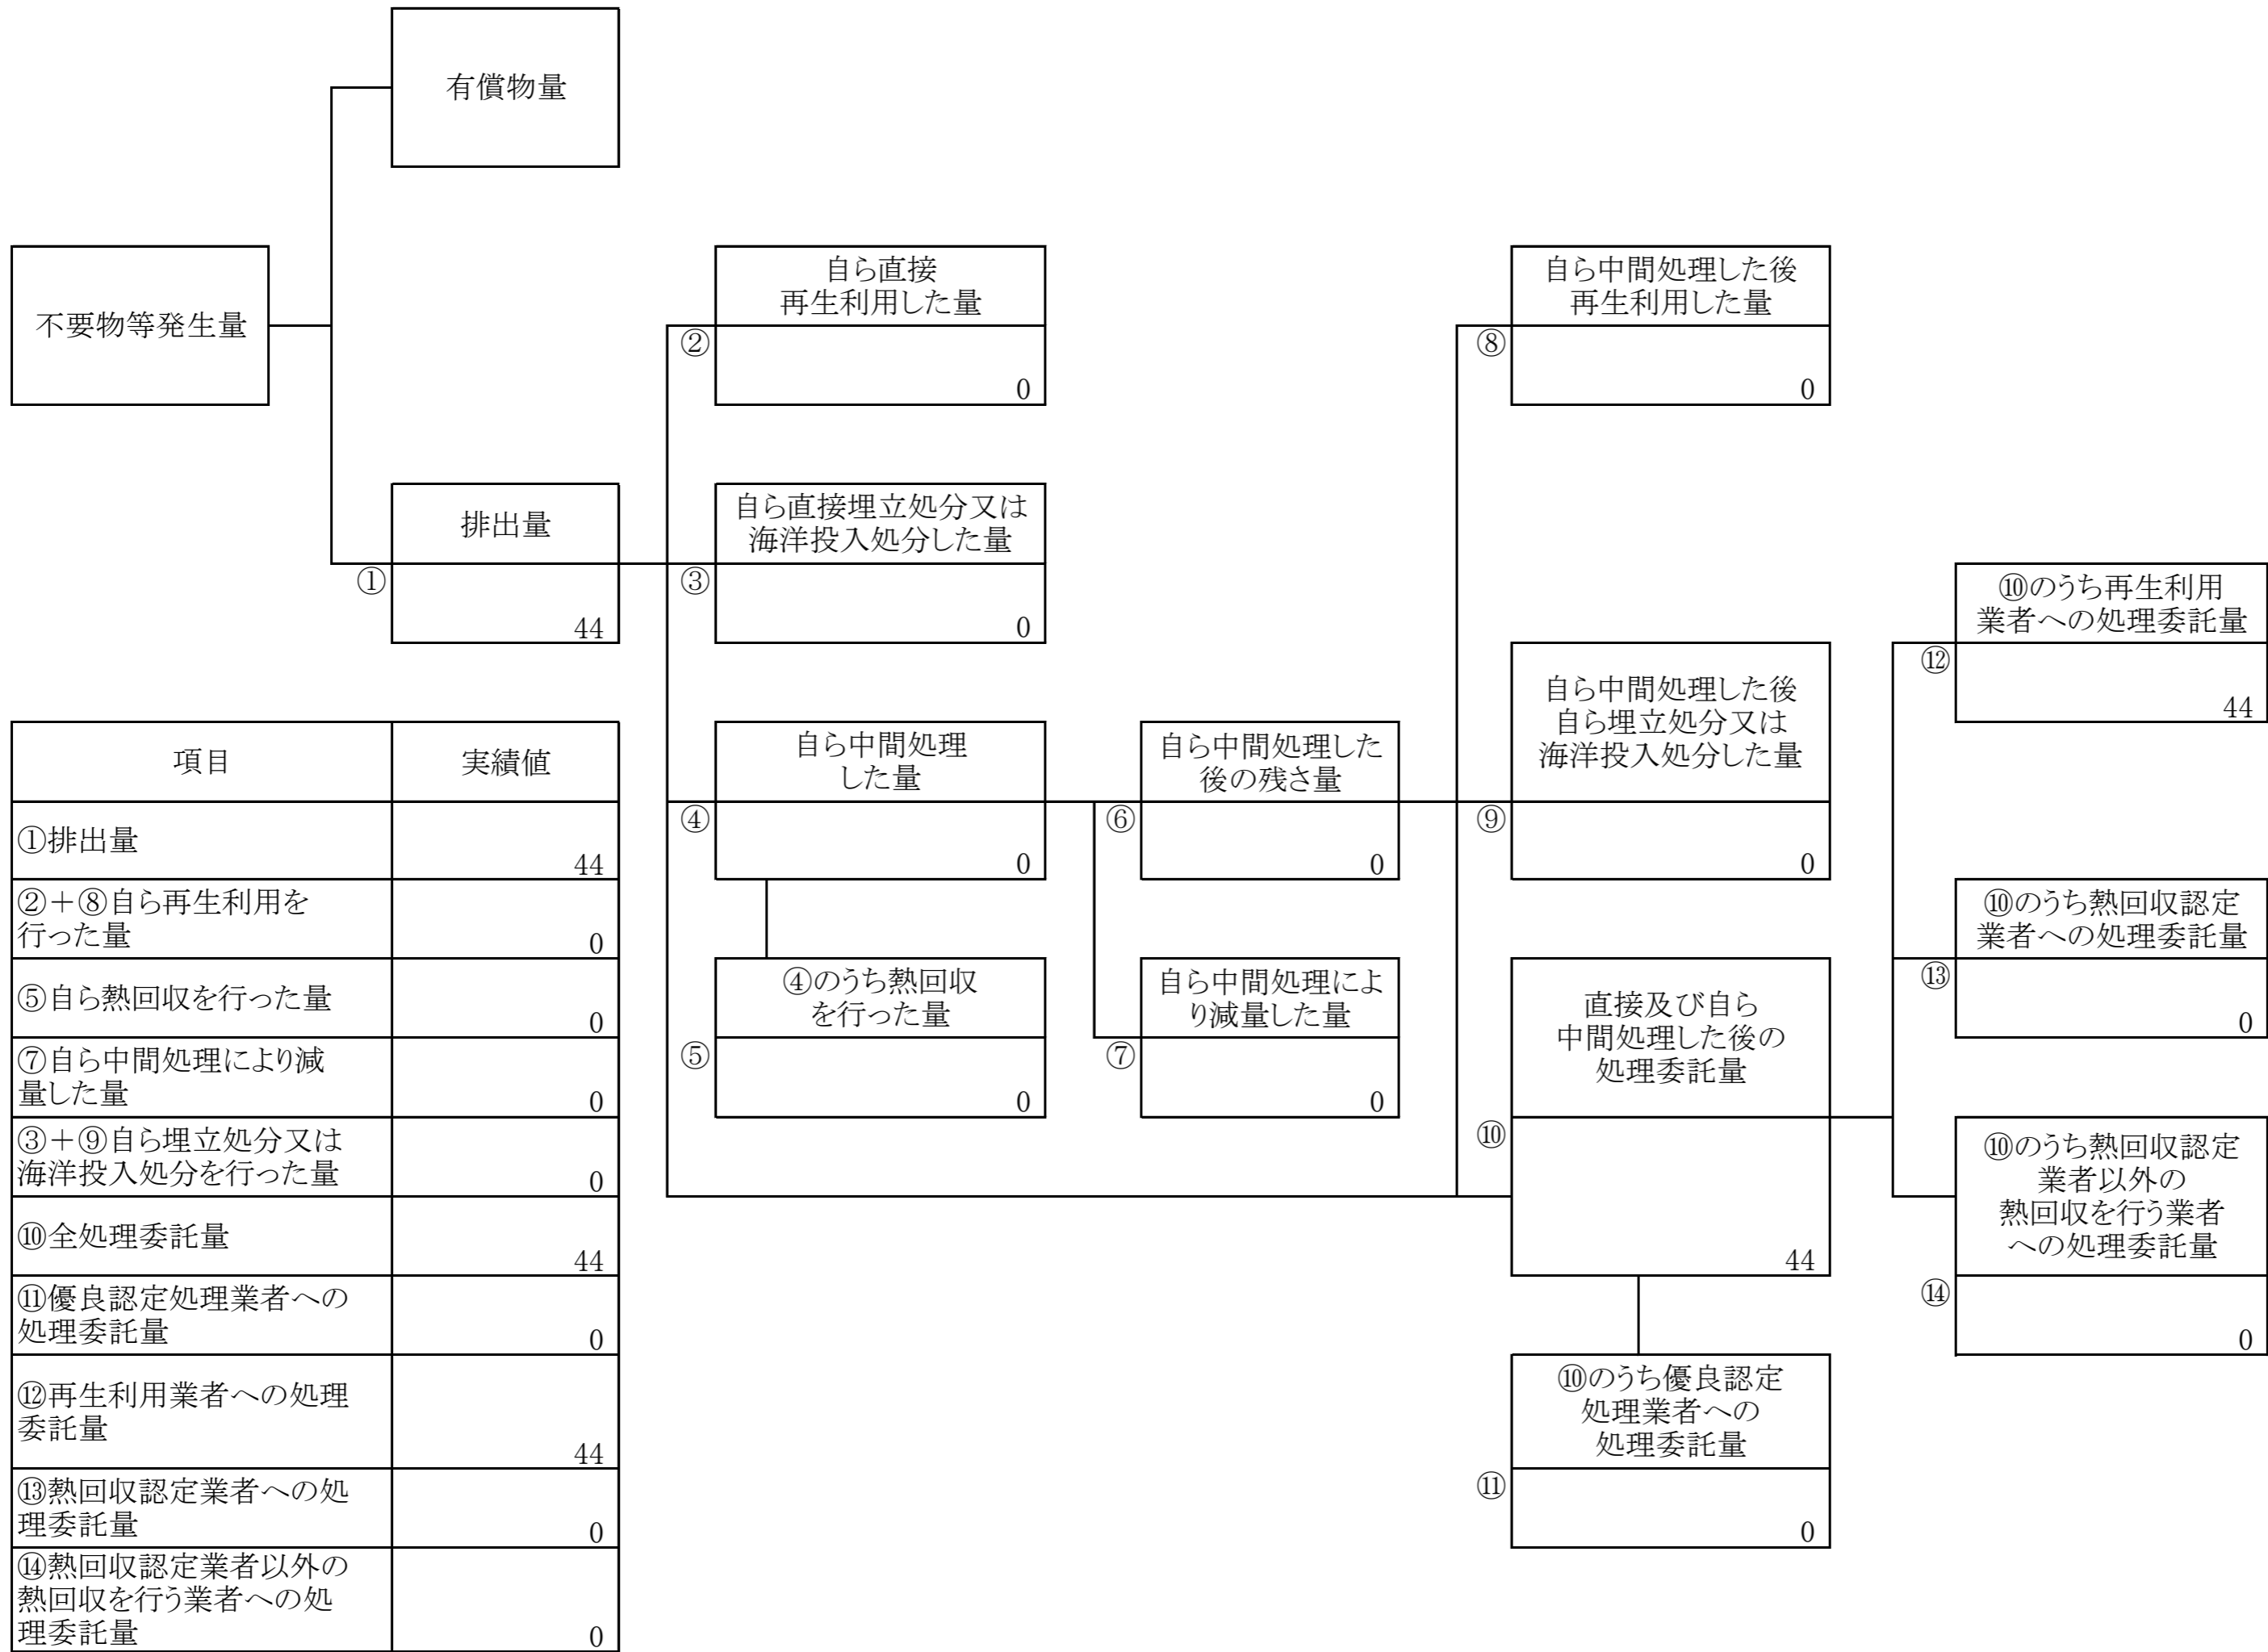 有償物量
不要物等発生量
自ら直接
再生利用した量
②
0
自ら中間処理した後
再生利用した量
⑧
0
排出量
①
44
自ら直接埋立処分又は
海洋投入処分した量
③
0
⑩のうち再生利用
業者への処理委託量
⑫
44
自ら中間処理
した量
④
0
自ら中間処理した
後の残さ量
⑥
0
自ら中間処理した後
自ら埋立処分又は
海洋投入処分した量
⑨
0
⑩のうち熱回収認定
業者への処理委託量
⑬
0
④のうち熱回収
を行った量
⑤
0
自ら中間処理によ
り減量した量
⑦
0
直接及び自ら
中間処理した後の
処理委託量
⑩
44
⑩のうち熱回収認定
業者以外の
熱回収を行う業者
への処理委託量
⑭
0
⑩のうち優良認定
処理業者への
処理委託量
⑪
0
項目 実績値
①排出量
44
②＋⑧自ら再生利用を
行った量
0
⑤自ら熱回収を行った量
0
⑦自ら中間処理により減
量した量
0
③＋⑨自ら埋立処分又は
海洋投入処分を行った量
0
⑩全処理委託量
44
⑪優良認定処理業者への
処理委託量
0
⑫再生利用業者への処理
委託量
44
⑬熱回収認定業者への処
理委託量
0
⑭熱回収認定業者以外の
熱回収を行う業者への処
理委託量
0